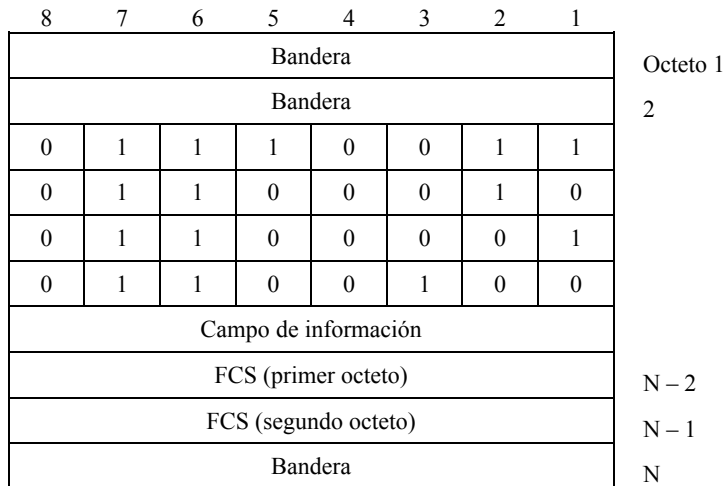 8 7 6 5 4 3 2 1
Bandera Octeto 1
Bandera 2
0 1 1 1 0 0 1 1
0 1 1 0 0 0 1 0
0 1 1 0 0 0 0 1
0 1 1 0 0 1 0 0
Campo de información
FCS (primer octeto) N – 2
FCS (segundo octeto) N – 1
Bandera N